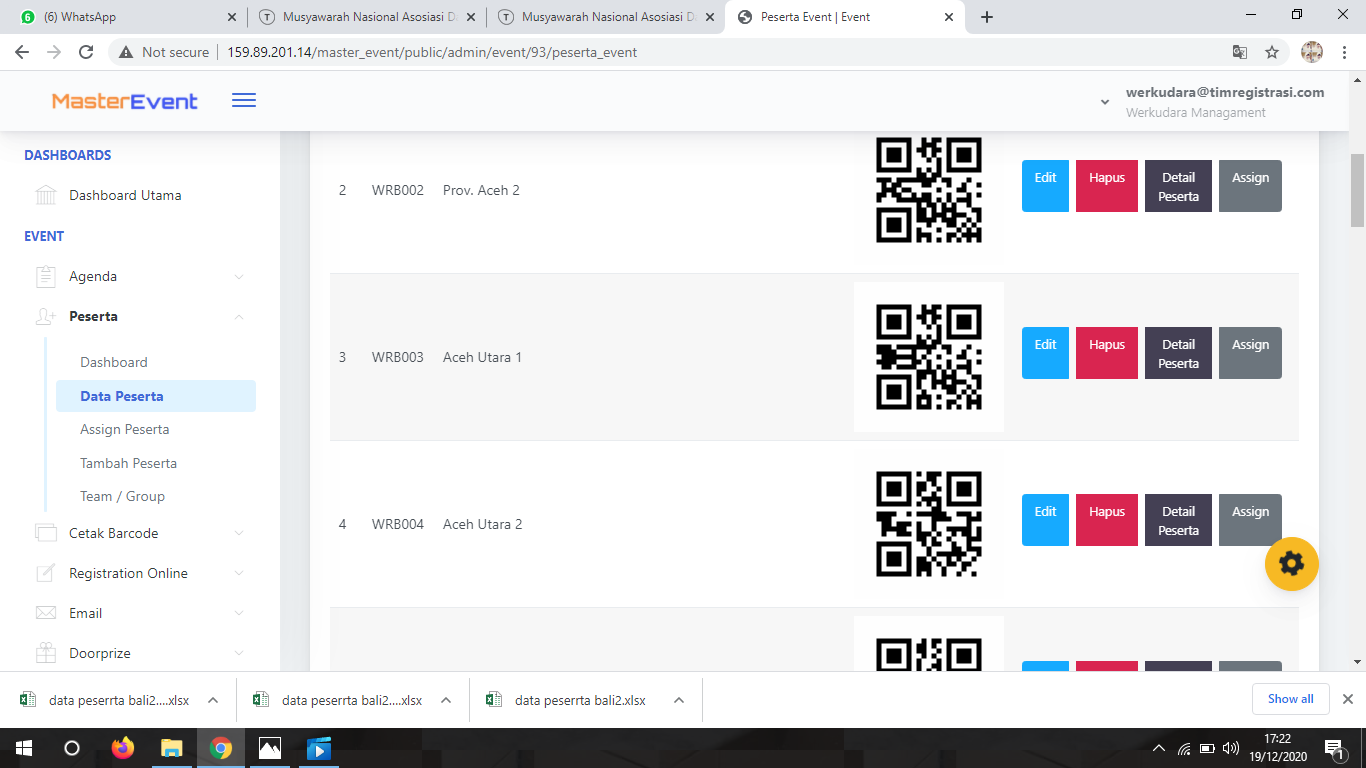 (6) WhatsApp
Musyawarah Nasional Asosiasi D
Musyawarah Nasional Asosiasi D
Peserta Event | Event
Not secure
159.89.201.14/master_event/public/admin/event/93/peserta_event
MasterEvent
werkudara@timregistrasi.com
Werkudara Managament
DASHBOARDS
Dashboard Utama
EVENT
Agenda
Peserta
Dashboard
Data Peserta
Assign Peserta
Tambah Peserta
Team / Group
Cetak Barcode
Registration Online
Email
Doorprize
2 WRB002 Prov. Aceh 2 Edit Hapus Detail Assign
Peserta
3 WRB003 Aceh Utara 1 Edit Hapus Detail Assign
Peserta
4 WRB004 Aceh Utara 2 Edit Hapus Detail Assign
Peserta
data peserrta bali2....xlsx
data peserrta bali2....xlsx
data peserrta bali2.xlsx
Show all
17:22
19/12/2020
1